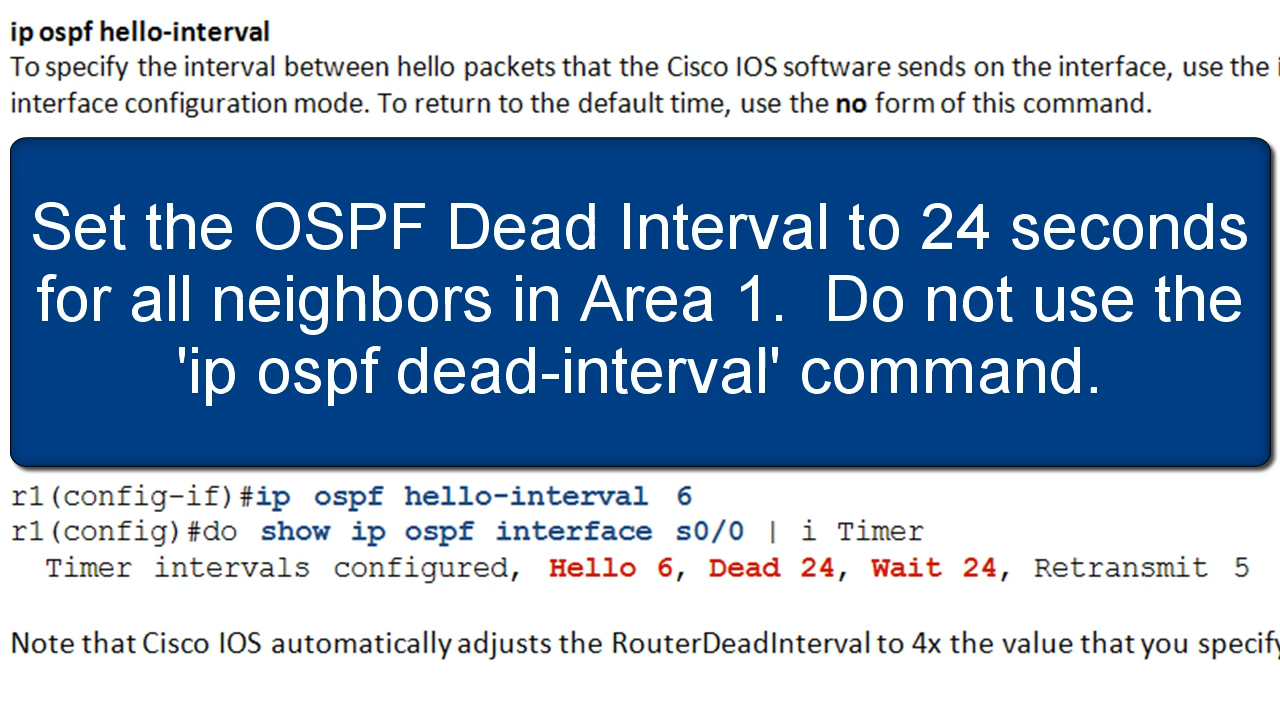 ip ospf hello-interval
To specify the interval between hello packets that the Cisco IOS software sends on the interface, use the
interface configuration mode. To return to the default time, use the no form of this command.
Set the OSPF Dead Interval to 24 seconds
for all neighbors in Area 1.  Do not use the
'ip ospf dead-interval' command.
r1(config-if)#ip ospf hello-interval 6
r1(config)#do show ip ospf interface s0/0 | i Timer
Timer intervals configured, Hello 6, Dead 24, Wait 24, Retransmit 5
Note that Cisco IOS automatically adjusts the RouterDeadInterval to 4x the value that you specify